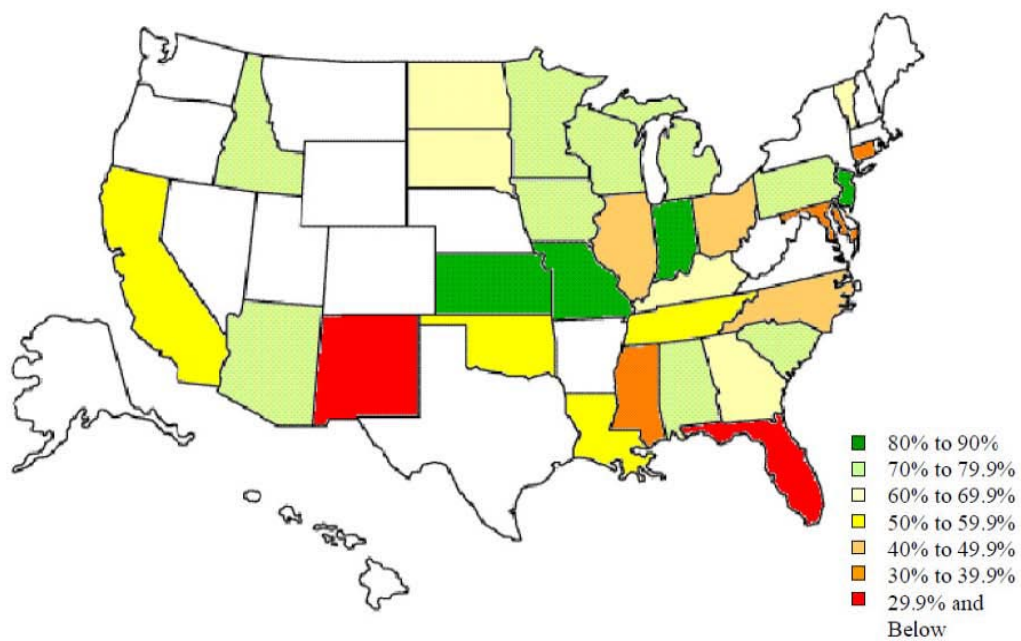 80% to 90%
70% to 79.9%
60% to 69.9%
50% to 59.9%
40% to 49.9%
30% to 39.9%
29.9% and
Below